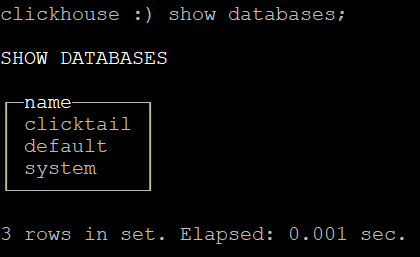 clickhouse :) show databases;
SHOW DATABASES
name
clicktail
default
system
3 rows in set. Elapsed: 0.001 sec.